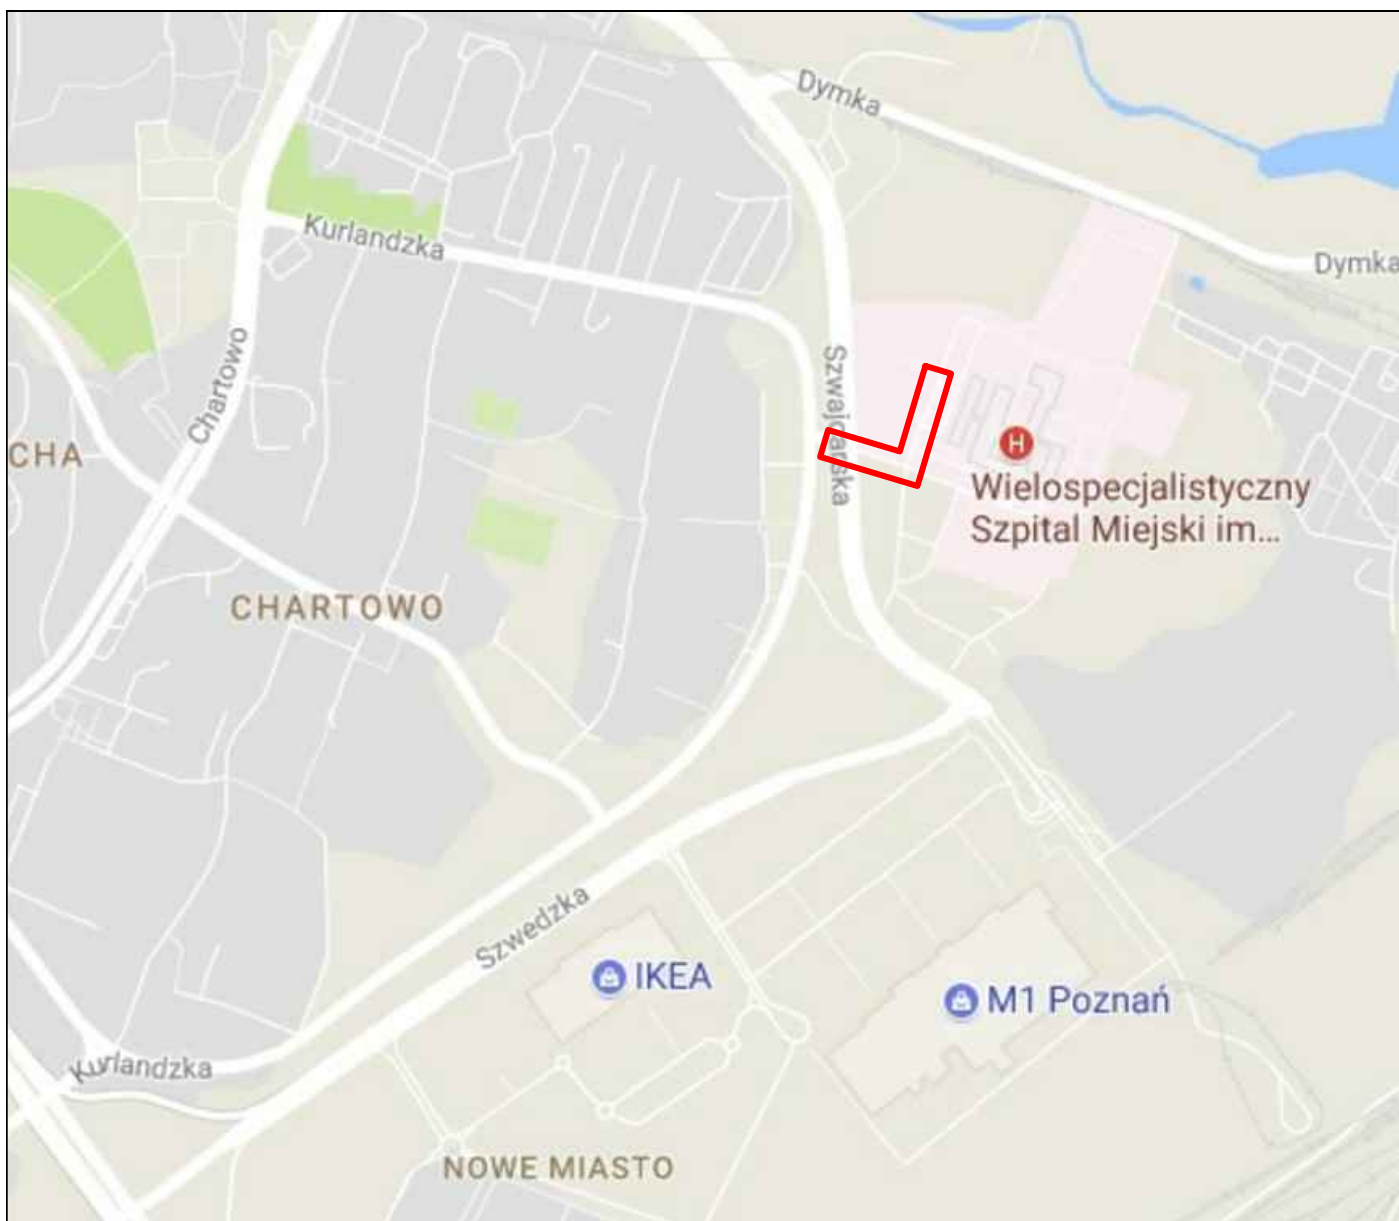 Dymka
Kurlandzka
Dymka
Chartowo
Szwajcarska
CHA
Wielospecjalistyczny
Szpital Miejski im...
CHARTOWO
Szwedzka
IKEA
M1 Poznań
Kurlandzka
NOWE MIASTO